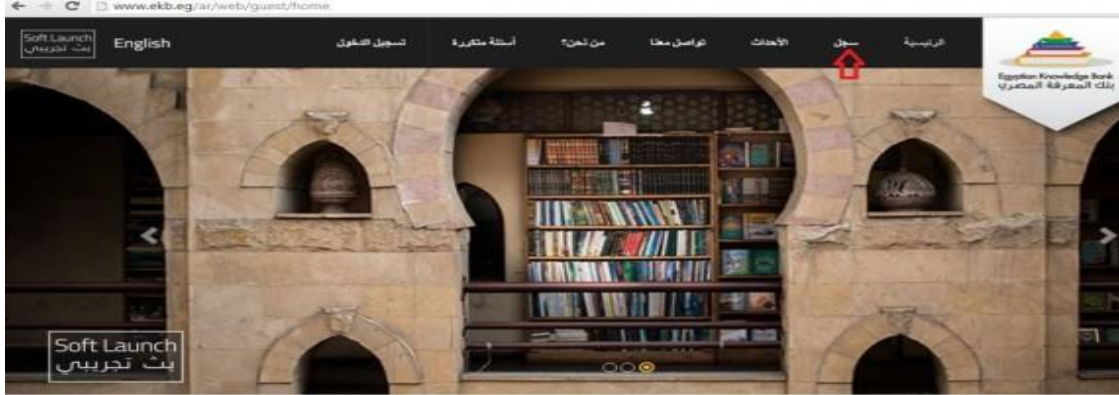 www.ekb.eg/ar/web/guest/home
الرئيسية سجل الأحداث تواصل معنا من نحن؟ أسئلة متكررة تسجيل الدخول English
Soft Launch
بث تجريبي
Egyptian Knowledge Bank
بنك المعرفة المصري
Soft Launch
بث تجريبي